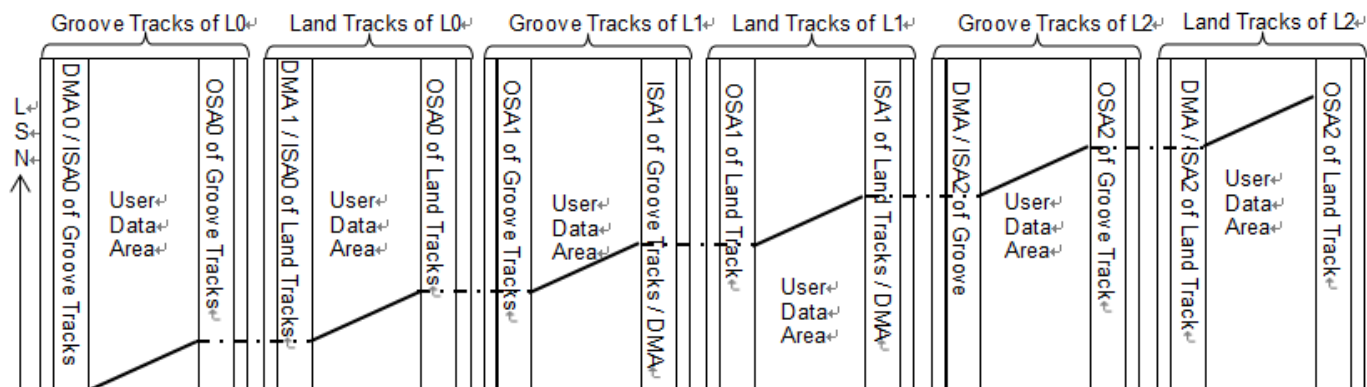 Groove Tracks of L0
Land Tracks of L0
Groove Tracks of L1
Land Tracks of L1
Groove Tracks of L2
Land Tracks of L2
L
S
N
DMA 0 / ISA0 of Groove Tracks
User
Data
Area
OSA0 of Groove Tracks
DMA 1 / ISA0 of Land Tracks
User
Data
Area
OSA0 of Land Tracks
OSA1 of Groove Tracks
User
Data
Area
ISA1 of Groove Tracks / DMA
OSA1 of Land Track
User
Data
Area
ISA1 of Land Tracks / DMA
DMA / ISA2 of Groove
User
Data
Area
OSA2 of Groove Track
DMA / ISA2 of Land Track
User
Data
Area
OSA2 of Land Track